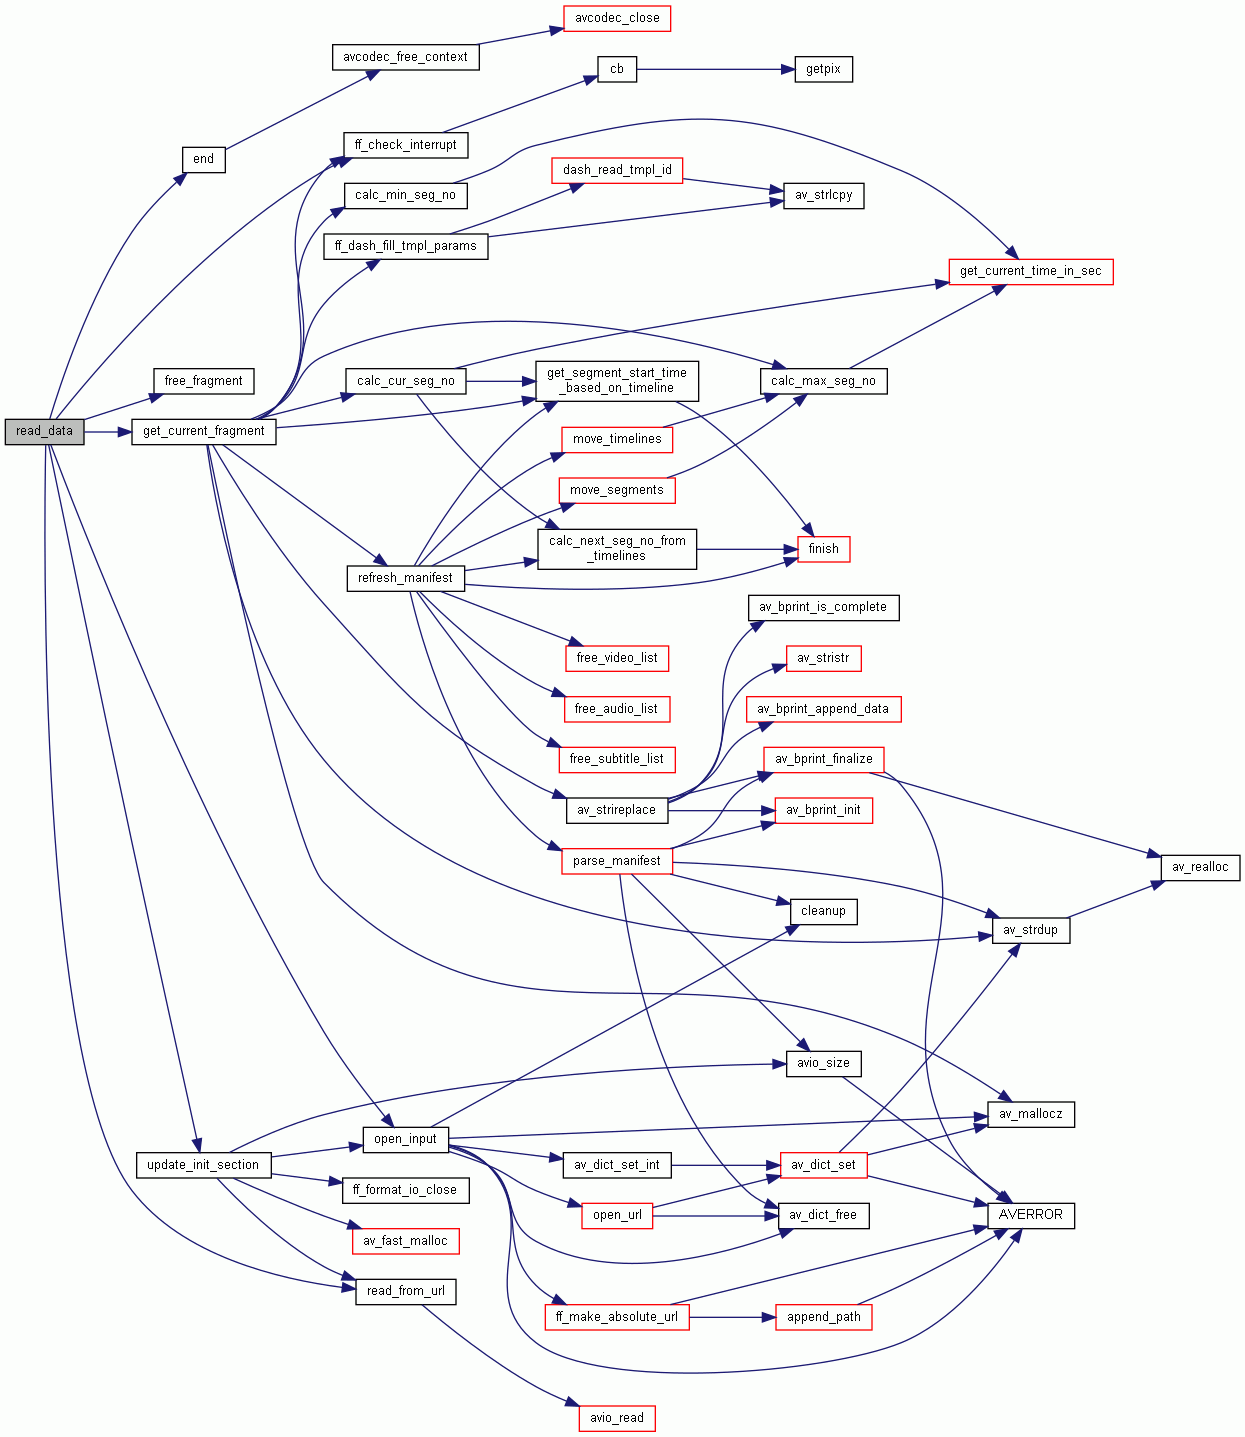 avcodec_close
avcodec_free_context
cb
getpix
ff_check_interrupt
end
dash_read_tmpl_id
calc_min_seg_no
av_strlcpy
ff_dash_fill_tmpl_params
get_current_time_in_sec
free_fragment
calc_cur_seg_no
get_segment_start_time
_based_on_timeline
calc_max_seg_no
read_data
get_current_fragment
move_timelines
move_segments
calc_next_seg_no_from
_timelines
finish
refresh_manifest
av_bprint_is_complete
free_video_list
av_stristr
free_audio_list
av_bprint_append_data
free_subtitle_list
av_bprint_finalize
av_strireplace
av_bprint_init
parse_manifest
av_realloc
cleanup
av_strdup
avio_size
av_mallocz
open_input
update_init_section
av_dict_set_int
av_dict_set
ff_format_io_close
open_url
av_dict_free
AVERROR
av_fast_malloc
read_from_url
ff_make_absolute_url
append_path
avio_read